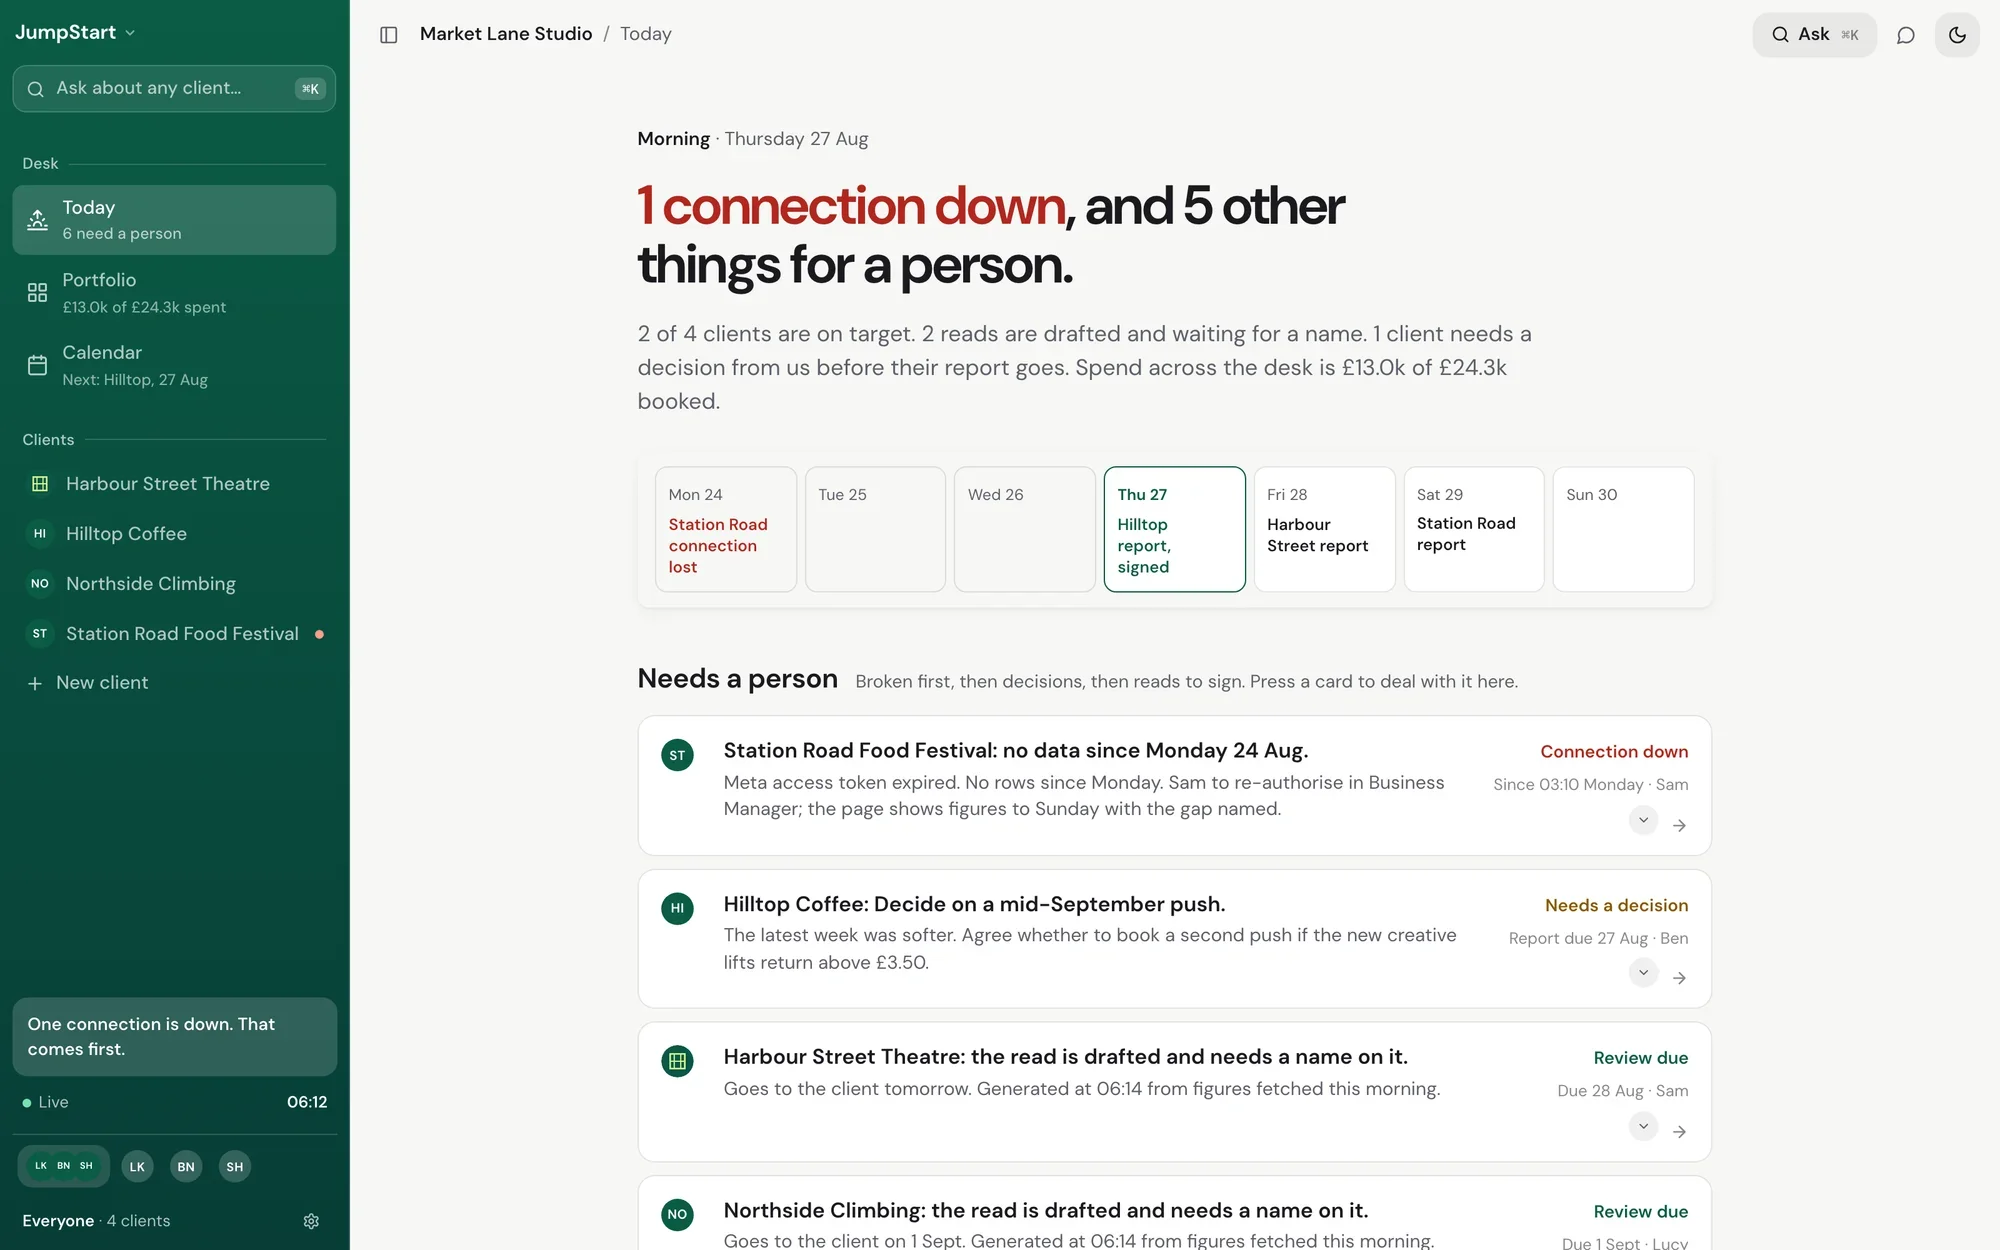 JumpStart
Ask about any client...
⌘K
Desk
Today
6 need a person
Portfolio
£13.0k of £24.3k spent
Calendar
Next: Hilltop, 27 Aug
Clients
Harbour Street Theatre
HI
Hilltop Coffee
NO
Northside Climbing
ST
Station Road Food Festival
New client
One connection is down. That
comes first.
Live
06:12
LK BN SH
LK
BN
SH
Everyone · 4 clients
Market Lane Studio / Today
Ask ⌘K
Morning · Thursday 27 Aug
1 connection down, and 5 other
things for a person.
2 of 4 clients are on target. 2 reads are drafted and waiting for a name. 1 client needs a
decision from us before their report goes. Spend across the desk is £13.0k of £24.3k
booked.
Mon 24
Station Road
connection
lost
Tue 25
Wed 26
Thu 27
Hilltop
report,
signed
Fri 28
Harbour
Street report
Sat 29
Station Road
report
Sun 30
Needs a person
Broken first, then decisions, then reads to sign. Press a card to deal with it here.
ST
Station Road Food Festival: no data since Monday 24 Aug.
Meta access token expired. No rows since Monday. Sam to re-authorise in Business
Manager; the page shows figures to Sunday with the gap named.
Connection down
Since 03:10 Monday · Sam
HI
Hilltop Coffee: Decide on a mid-September push.
The latest week was softer. Agree whether to book a second push if the new creative
lifts return above £3.50.
Needs a decision
Report due 27 Aug · Ben
Harbour Street Theatre: the read is drafted and needs a name on it.
Goes to the client tomorrow. Generated at 06:14 from figures fetched this morning.
Review due
Due 28 Aug · Sam
NO
Northside Climbing: the read is drafted and needs a name on it.
Goes to the client on 1 Sept. Generated at 06:14 from figures fetched this morning.
Review due
Due 1 Sept · Lucy